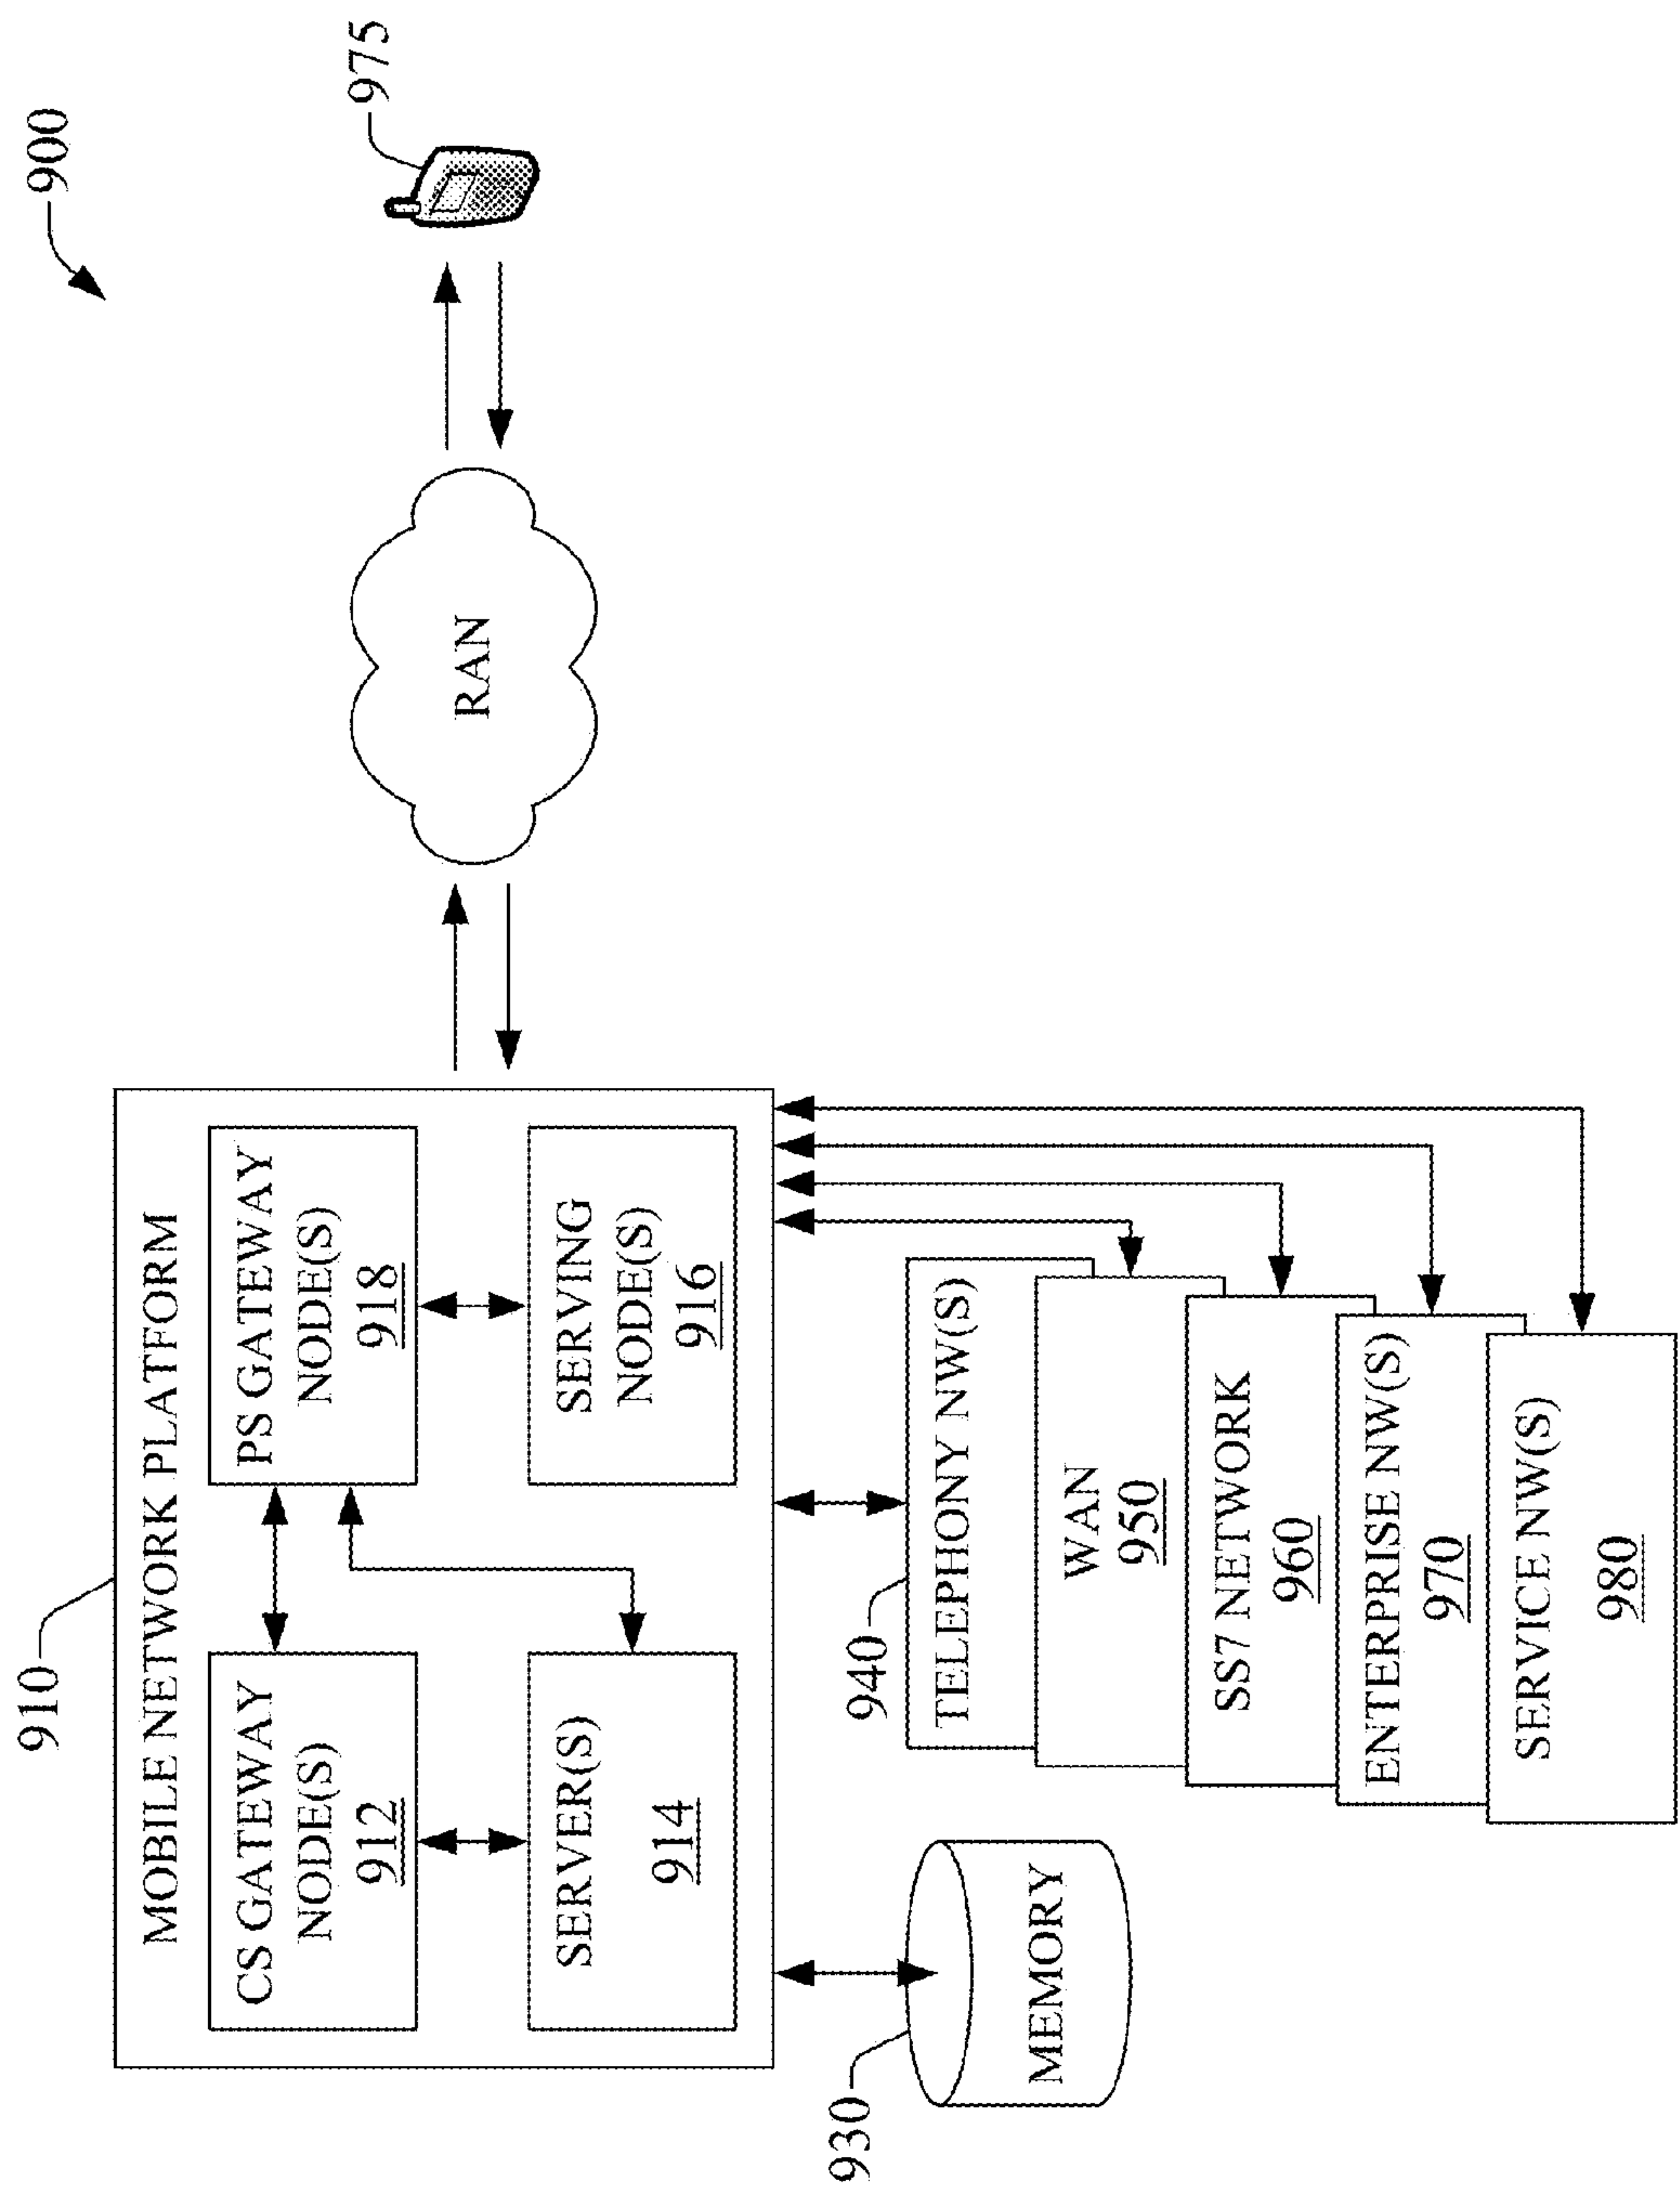 900
910
MOBILE NETWORK PLATFORM
CS GATEWAY
NODE(S)
912
PS GATEWAY
NODE(S)
918
SERVER(S)
914
SERVING
NODE(S)
916
RAN
975
930
MEMORY
940
TELEPHONY NW(S)
WAN
950
SS7 NETWORK
960
ENTERPRISE NW(S)
970
SERVICE NW(S)
980